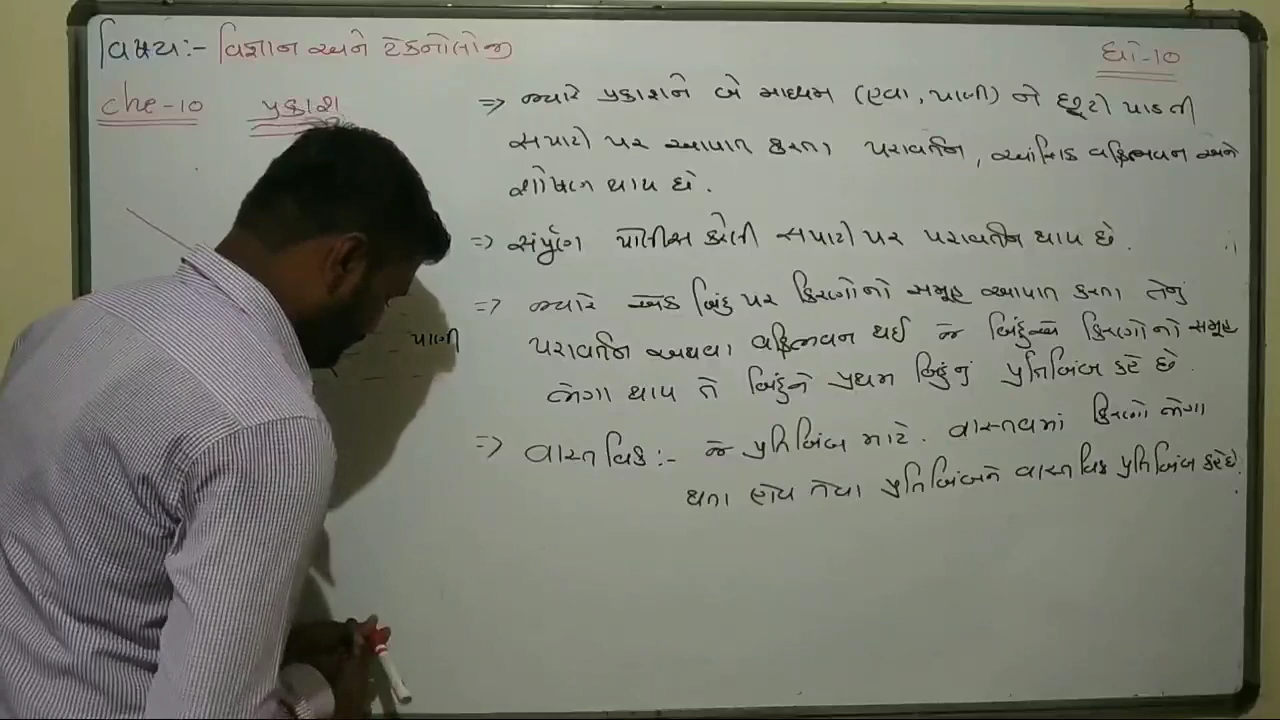 વિષય:- વિજ્ઞાન અને ટેકનોલોજી
ધો-10
che-10 પ્રકાશ
⇒ જ્યારે પ્રકાશને બે માધ્યમ (હવા, પાણી) ને છૂટી પાડતી
સપાટી પર આપાત કરતા પરાવર્તન, આંશિક વક્રિભવન અને
શોષણ થાય છે.
⇒ સંપુર્ણ પોલીસ કરેલી સપાટી પર પરાવર્તન થાય છે.
⇒ જ્યારે એક બિંદુ પર કિરણોનો સમૂહ આપાત કરતા તેનું
પરાવર્તન અથવા વક્રિભવન થઈ જે બિંદુએ કિરણોનો સમૂહ
ભેગા થાય તે બિંદુને પ્રથમ બિંદુનું પ્રતિબિંબ કહે છે.
⇒ વાસ્તવિક:- જે પ્રતિબિંબ માટે. વાસ્તવમાં કિરણો ભેગા
થતા હોય તેવા પ્રતિબિંબને વાસ્તવિક પ્રતિબિંબ કહે છે.
પાણી